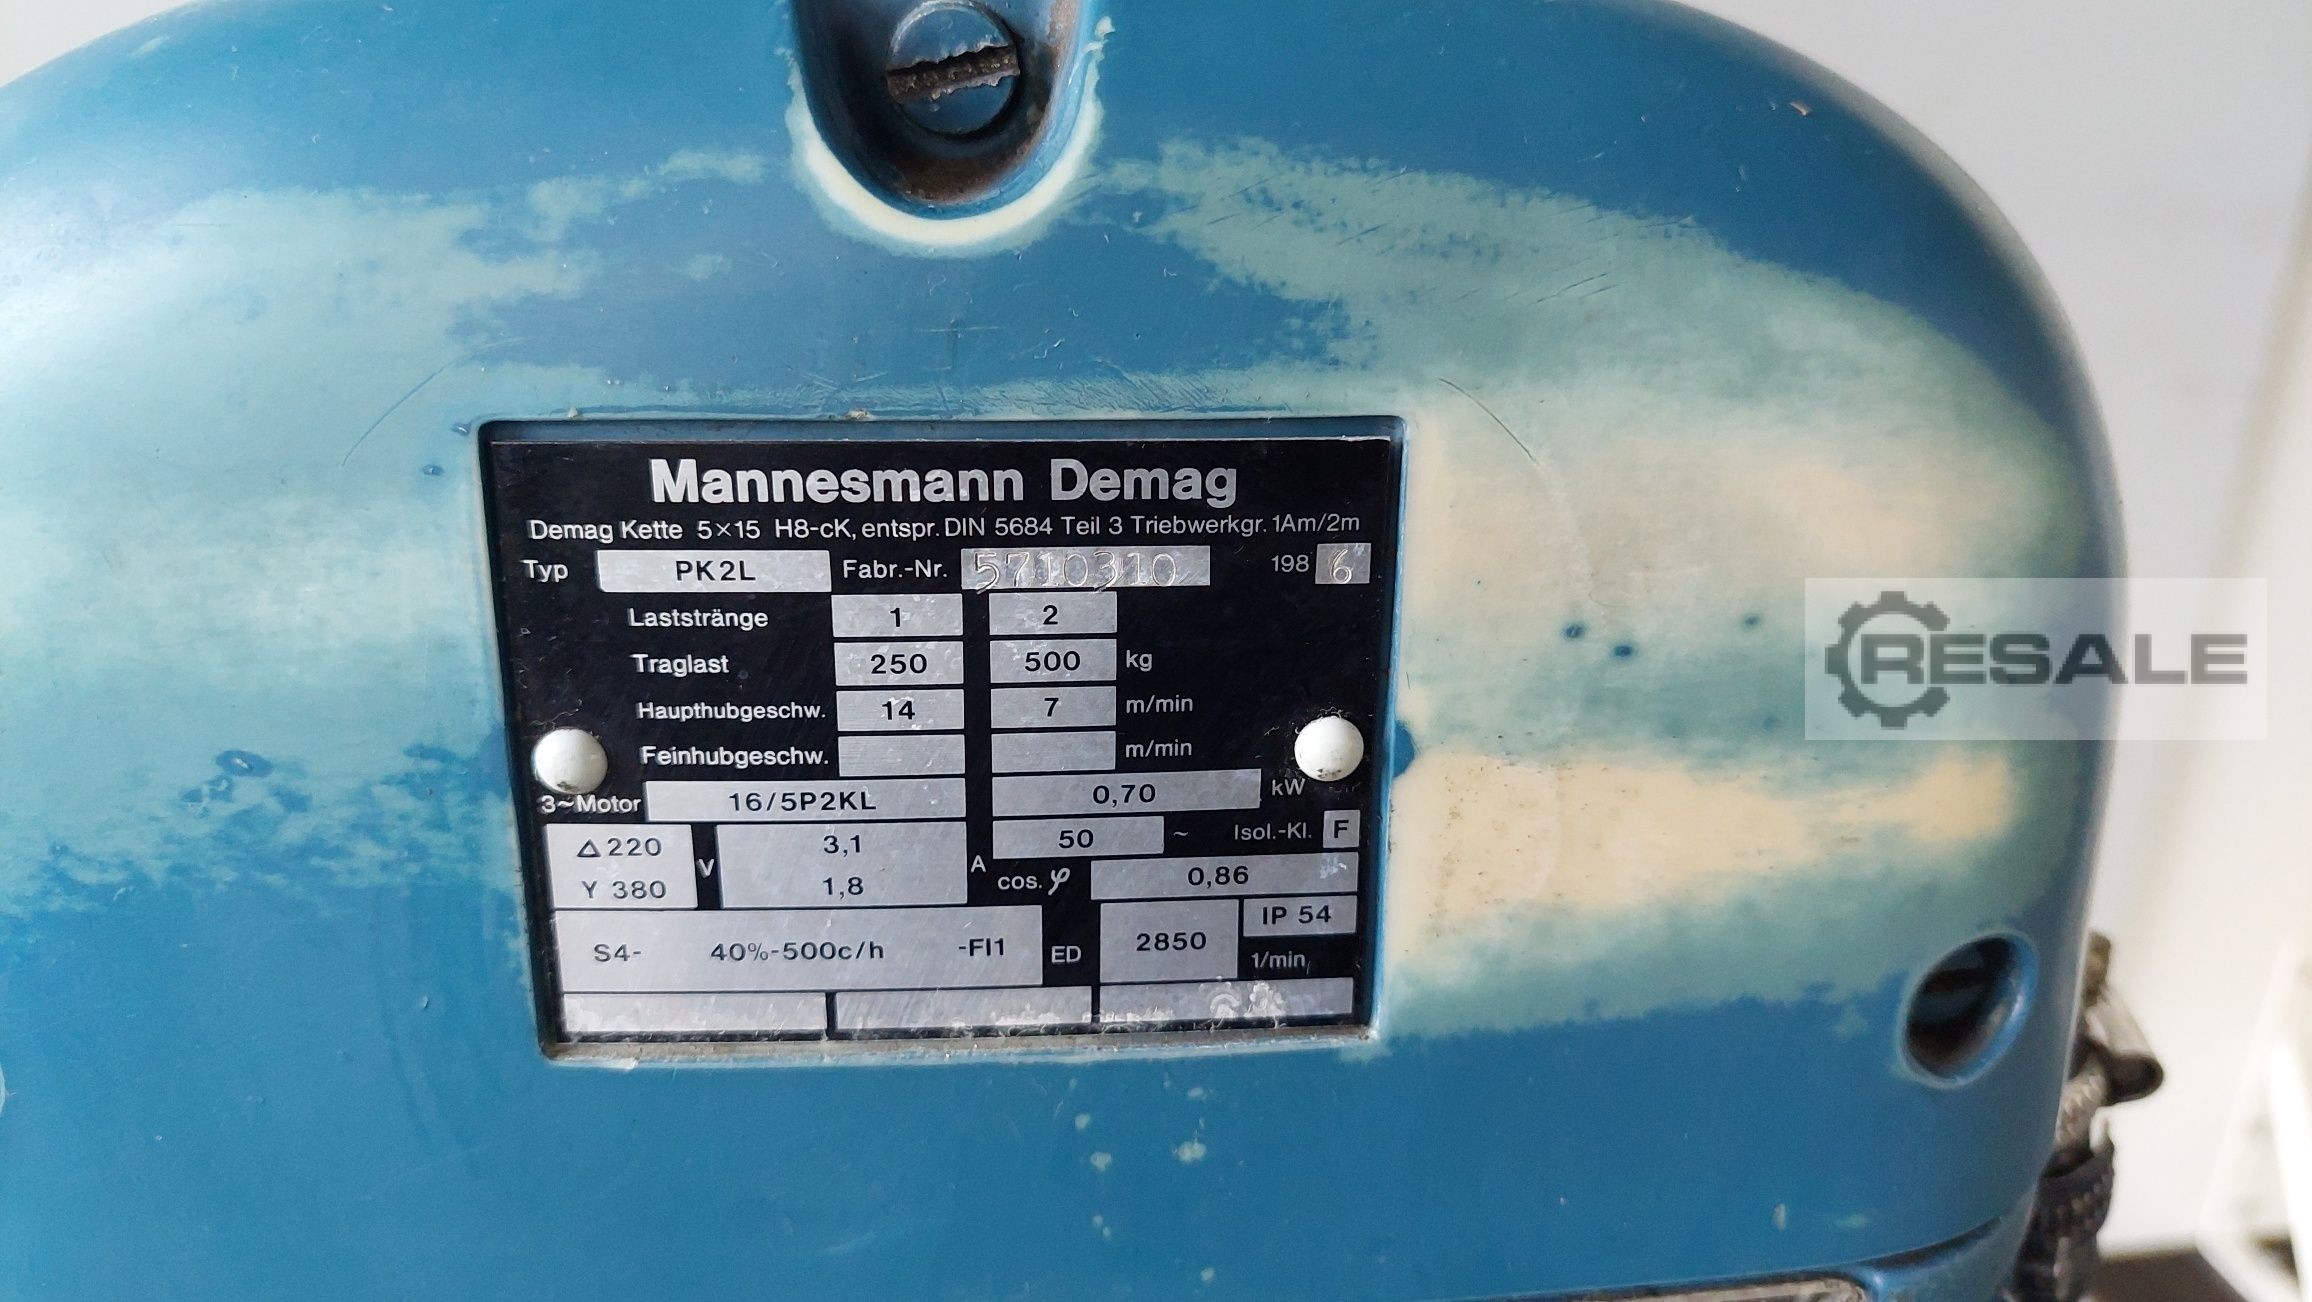 Mannesmann Demag
Demag Kette 5×15 H8-cK, entspr. DIN 5684 Teil 3 Triebwerkgr. 1Am/2m
Typ PK2L Fabr.-Nr. 5710310 198 6
Laststränge 1 2
Traglast 250 500 kg
Haupthubgeschw. 14 7 m/min
Feinhubgeschw. m/min
3~Motor 16/5P2KL 0,70 kW
50 ~ Isol.-Kl. F
△ 220 V 3,1 A
Y 380 1,8
cos. φ 0,86
S4- 40%-500c/h -FI1 ED 2850 1/min
IP 54
RESALE